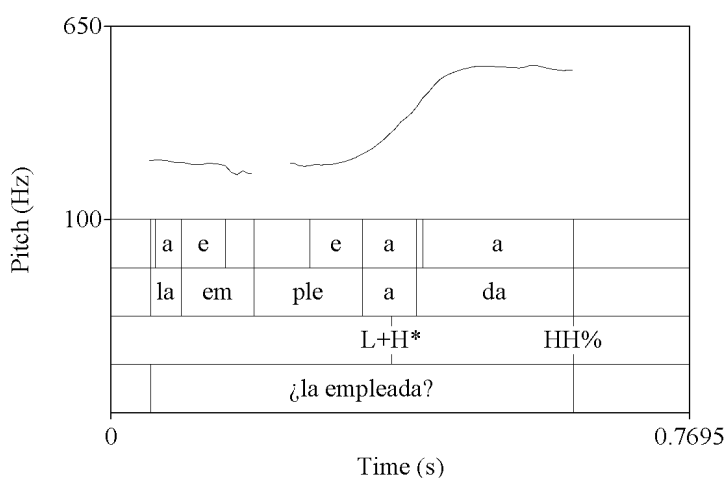 650
Pitch (Hz)
100
a e e a a
la em ple a da
L+H* HH%
¿la empleada?
0 0.7695
Time (s)